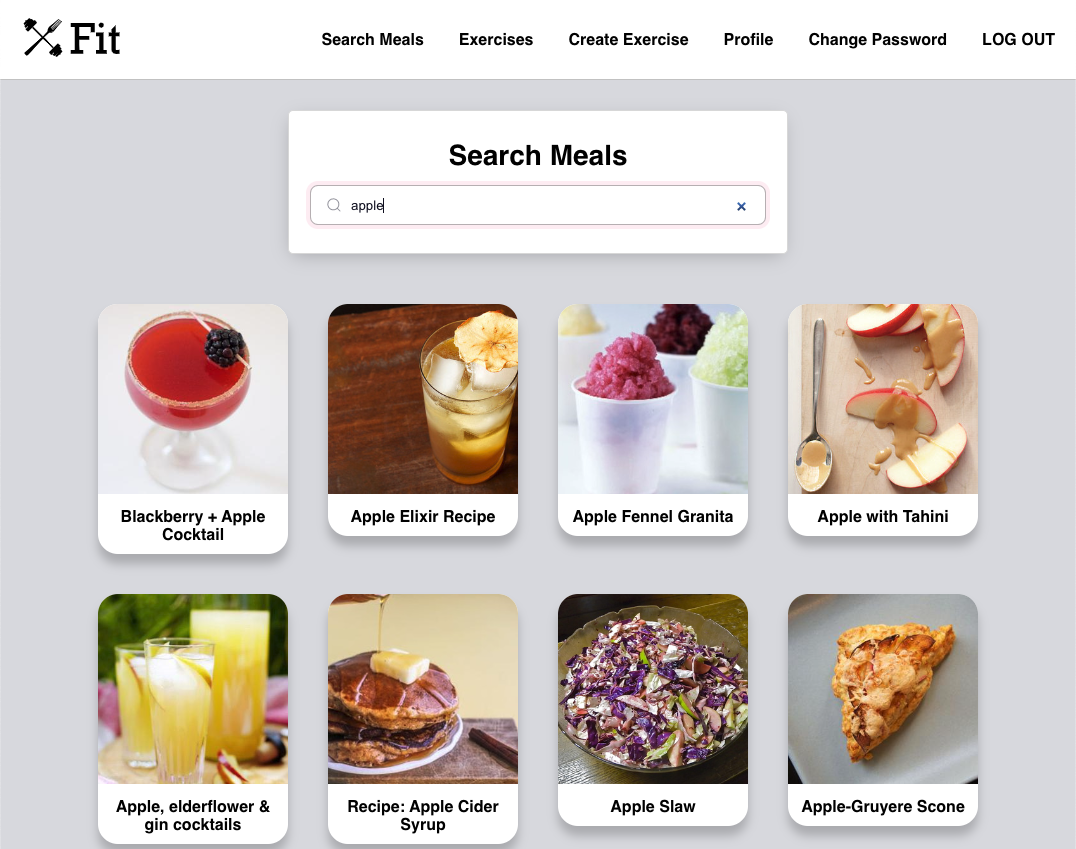 Fit
Search Meals
Exercises
Create Exercise
Profile
Change Password
LOG OUT
Search Meals
apple
×
Blackberry + Apple
Cocktail
Apple Elixir Recipe
Apple Fennel Granita
Apple with Tahini
Apple, elderflower &
gin cocktails
Recipe: Apple Cider
Syrup
Apple Slaw
Apple-Gruyere Scone